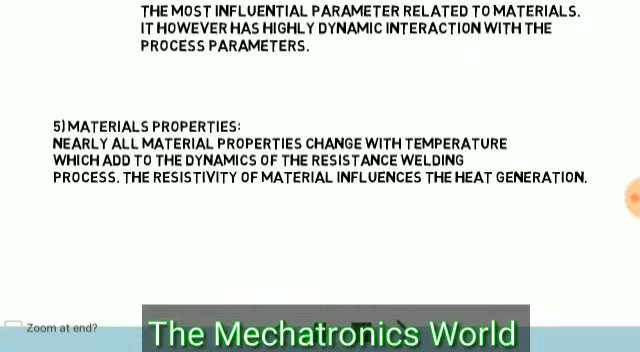 THE MOST INFLUENTIAL PARAMETER RELATED TO MATERIALS.
IT HOWEVER HAS HIGHLY DYNAMIC INTERACTION WITH THE
PROCESS PARAMETERS.
5) MATERIALS PROPERTIES:
NEARLY ALL MATERIAL PROPERTIES CHANGE WITH TEMPERATURE
WHICH ADD TO THE DYNAMICS OF THE RESISTANCE WELDING
PROCESS. THE RESISTIVITY OF MATERIAL INFLUENCES THE HEAT GENERATION.
Zoom at end?
The Mechatronics World